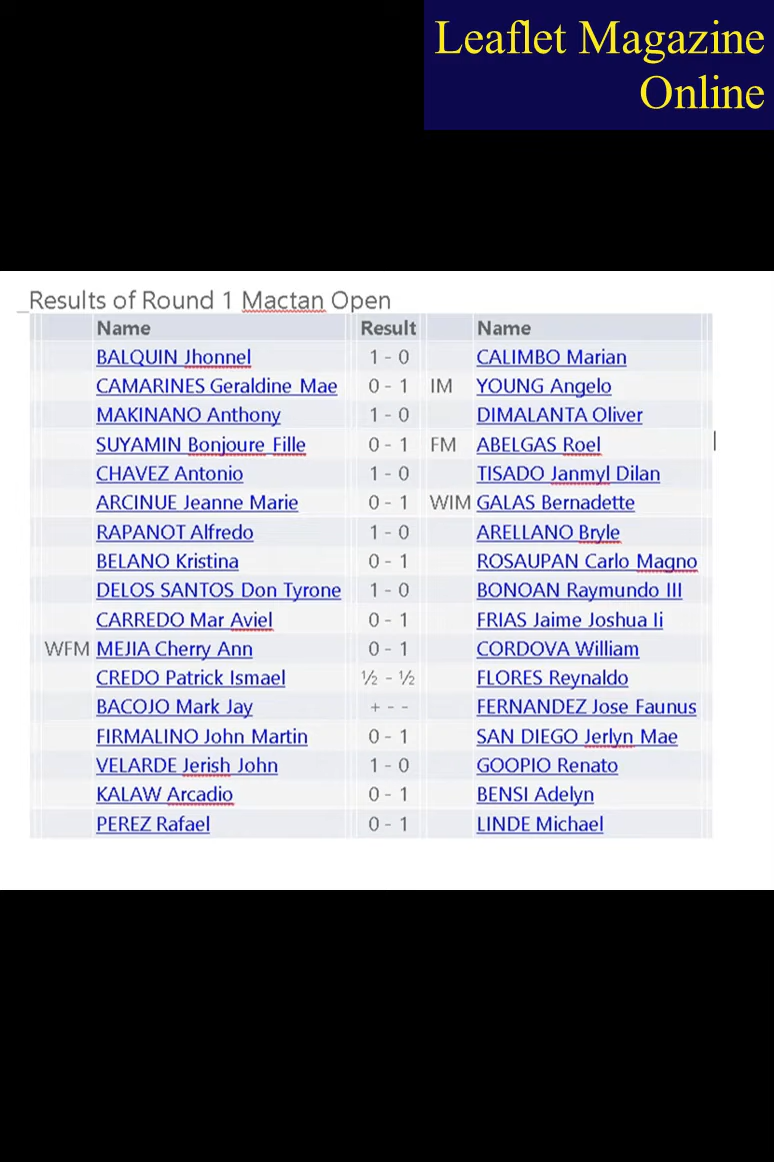 Leaflet Magazine
Online
_Results of Round 1 Mactan Open
Name Result Name
BALQUIN Jhonnel 1 - 0 CALIMBO Marian
CAMARINES Geraldine Mae 0 - 1 IM YOUNG Angelo
MAKINANO Anthony 1 - 0 DIMALANTA Oliver
SUYAMIN Bonjoure Fille 0 - 1 FM ABELGAS Roel
CHAVEZ Antonio 1 - 0 TISADO Janmyl Dilan
ARCINUE Jeanne Marie 0 - 1 WIM GALAS Bernadette
RAPANOT Alfredo 1 - 0 ARELLANO Bryle
BELANO Kristina 0 - 1 ROSAUPAN Carlo Magno
DELOS SANTOS Don Tyrone 1 - 0 BONOAN Raymundo III
CARREDO Mar Aviel 0 - 1 FRIAS Jaime Joshua Ii
WFM MEJIA Cherry Ann 0 - 1 CORDOVA William
CREDO Patrick Ismael ½ - ½ FLORES Reynaldo
BACOJO Mark Jay + - - FERNANDEZ Jose Faunus
FIRMALINO John Martin 0 - 1 SAN DIEGO Jerlyn Mae
VELARDE Jerish John 1 - 0 GOOPIO Renato
KALAW Arcadio 0 - 1 BENSI Adelyn
PEREZ Rafael 0 - 1 LINDE Michael